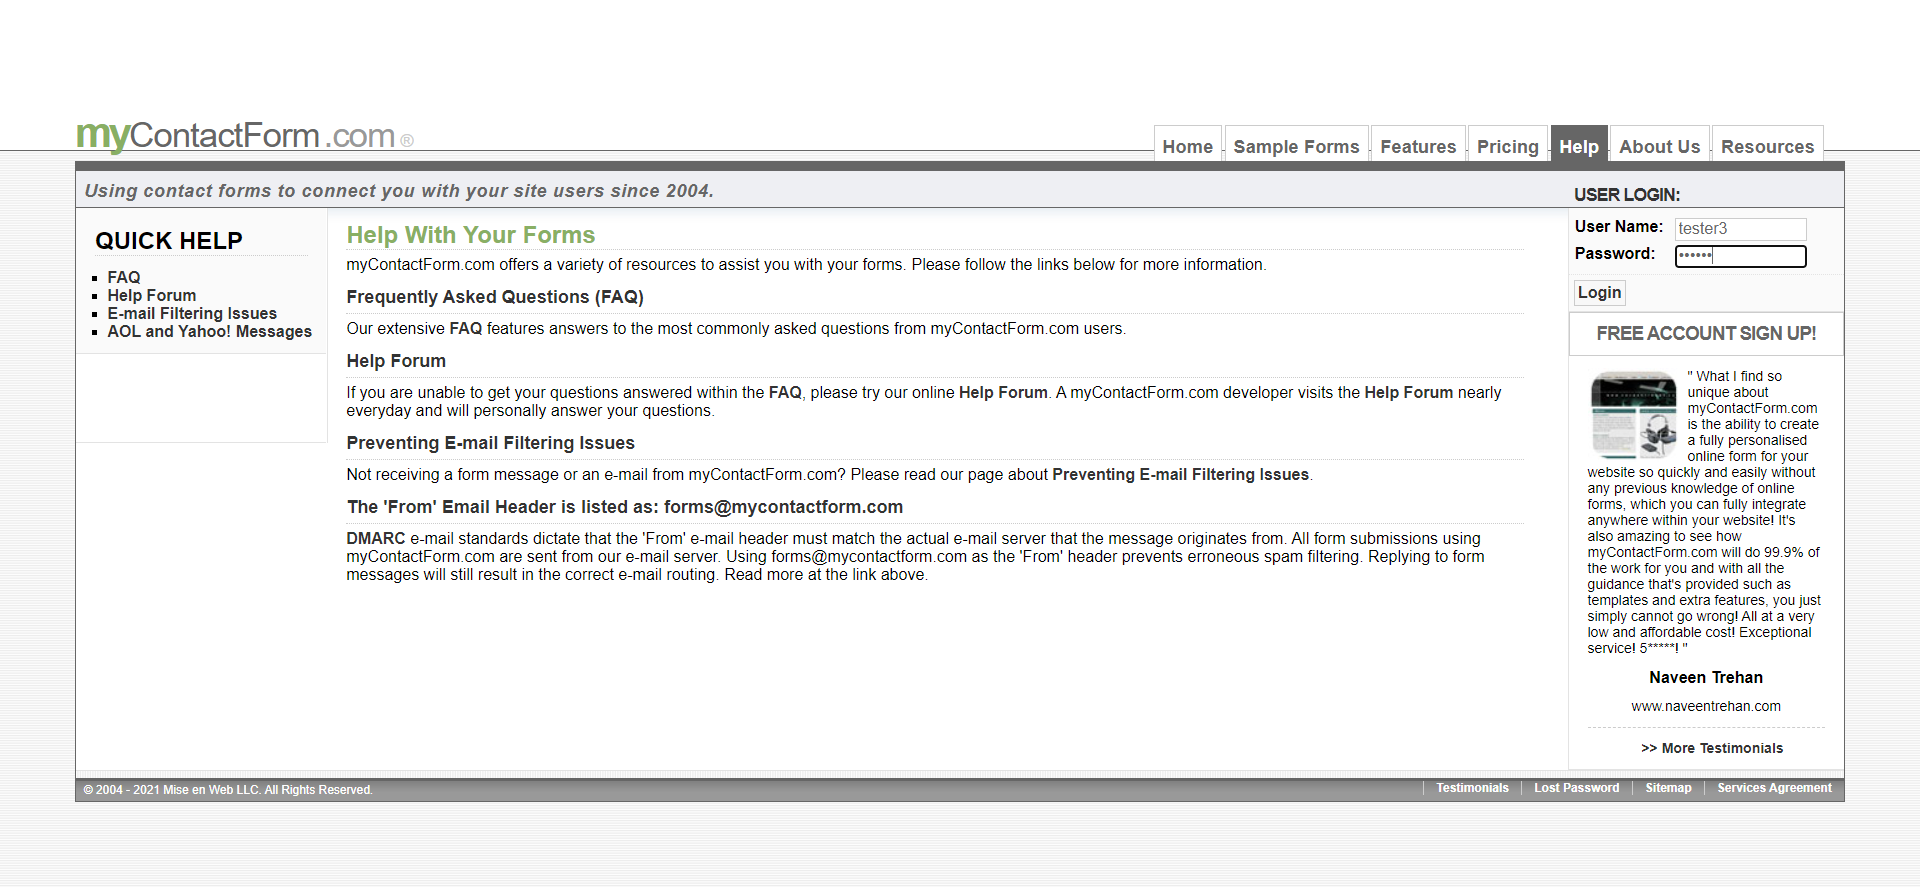 myContactForm.com®
Home
Sample Forms
Features
Pricing
Help
About Us
Resources
Using contact forms to connect you with your site users since 2004.
USER LOGIN:
QUICK HELP
FAQ
Help Forum
E-mail Filtering Issues
AOL and Yahoo! Messages
Help With Your Forms
myContactForm.com offers a variety of resources to assist you with your forms. Please follow the links below for more information.
Frequently Asked Questions (FAQ)
Our extensive FAQ features answers to the most commonly asked questions from myContactForm.com users.
Help Forum
If you are unable to get your questions answered within the FAQ, please try our online Help Forum. A myContactForm.com developer visits the Help Forum nearly
everyday and will personally answer your questions.
Preventing E-mail Filtering Issues
Not receiving a form message or an e-mail from myContactForm.com? Please read our page about Preventing E-mail Filtering Issues.
The 'From' Email Header is listed as: forms@mycontactform.com
DMARC e-mail standards dictate that the 'From' e-mail header must match the actual e-mail server that the message originates from. All form submissions using
myContactForm.com are sent from our e-mail server. Using forms@mycontactform.com as the 'From' header prevents erroneous spam filtering. Replying to form
messages will still result in the correct e-mail routing. Read more at the link above.
User Name: tester3
Password: ••••••
Login
FREE ACCOUNT SIGN UP!
" What I find so
unique about
myContactForm.com
is the ability to create
a fully personalised
online form for your
website so quickly and easily without
any previous knowledge of online
forms, which you can fully integrate
anywhere within your website! It's
also amazing to see how
myContactForm.com will do 99.9% of
the work for you and with all the
guidance that's provided such as
templates and extra features, you just
simply cannot go wrong! All at a very
low and affordable cost! Exceptional
service! 5*****! "
Naveen Trehan
www.naveentrehan.com
>> More Testimonials
© 2004 - 2021 Mise en Web LLC. All Rights Reserved.
Testimonials
Lost Password
Sitemap
Services Agreement